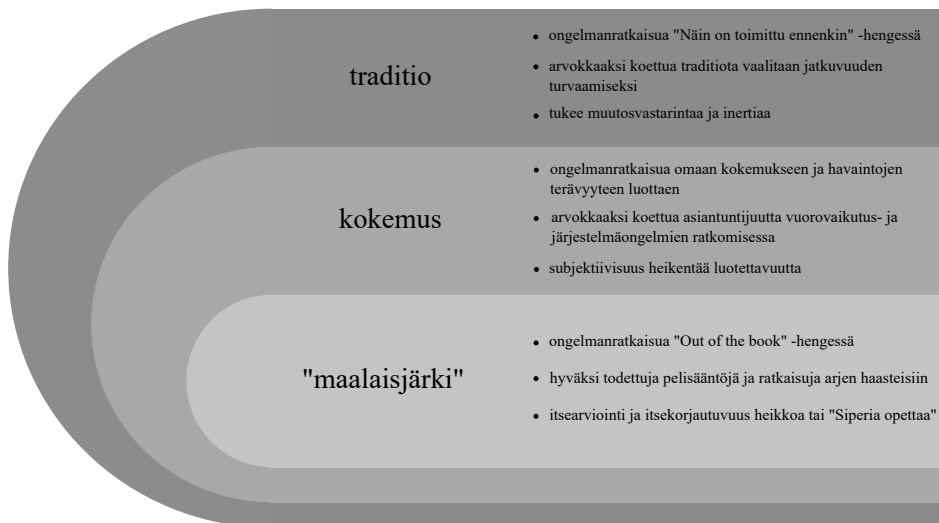 traditio
• ongelmanratkaisua "Näin on toimittu ennenkin" -hengessä
• arvokkaaksi koettua traditiota vaalitaan jatkuvuuden
turvaamiseksi
• tukee muutosvastarintaa ja inertiaa
kokemus
• ongelmanratkaisua omaan kokemukseen ja havaintojen
terävyyteen luottaen
• arvokkaaksi koettua asiantuntijuutta vuorovaikutus- ja
järjestelmäongelmien ratkomisessa
• subjektiivisuus heikentää luotettavuutta
"maalaisjärki"
• ongelmanratkaisua "Out of the book" -hengessä
• hyväksi todettuja pelisääntöjä ja ratkaisuja arjen haasteisiin
• itsearviointi ja itsekorjautuvuus heikkoa tai "Siperia opettaa"